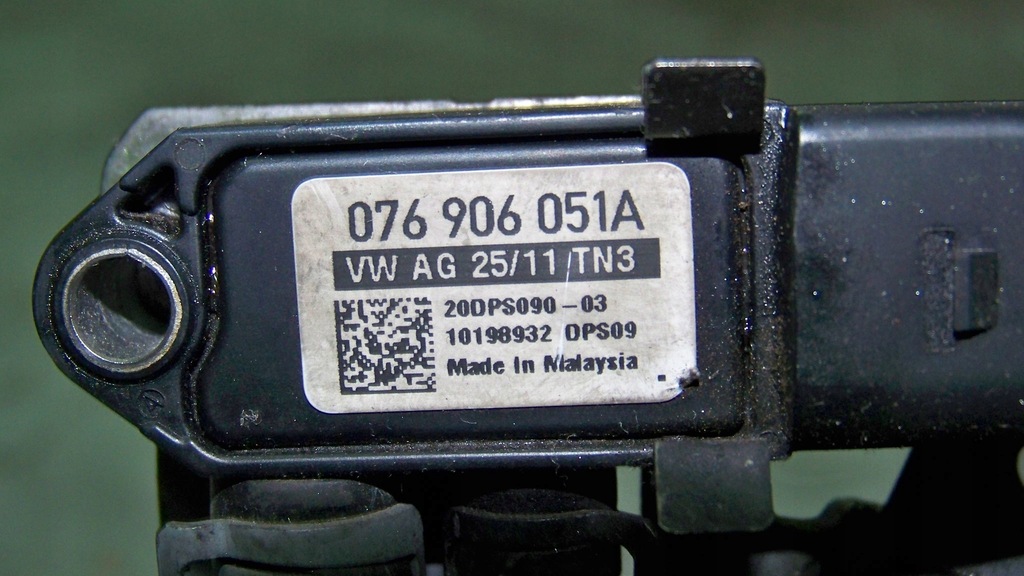 076 906 051A
VW AG 25/11 TN3
20DPS090-03
10198932 DPS09
Made In Malaysia